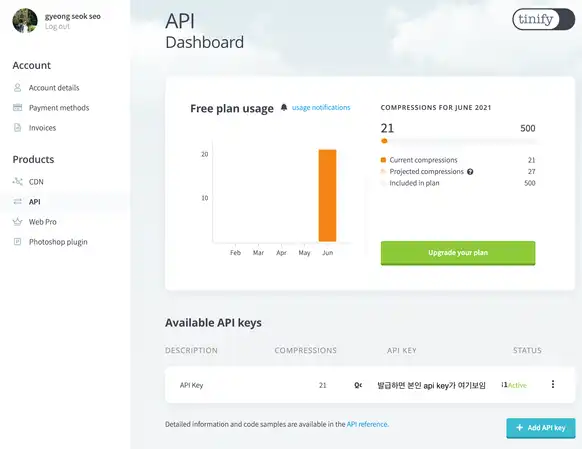 gyeong seok seo
Log out
Account
Account details
Payment methods
Invoices
Products
CDN
API
Web Pro
Photoshop plugin
API
Dashboard
tinify
Free plan usage
usage notifications
20
10
Feb Mar Apr May Jun
COMPRESSIONS FOR JUNE 2021
21 500
Current compressions 21
Projected compressions ? 27
Included in plan 500
Upgrade your plan
Available API keys
DESCRIPTION COMPRESSIONS API KEY STATUS
API Key 21 발급하면 본인 api key가 여기보임 Active
Detailed information and code samples are available in the API reference.
+ Add API key